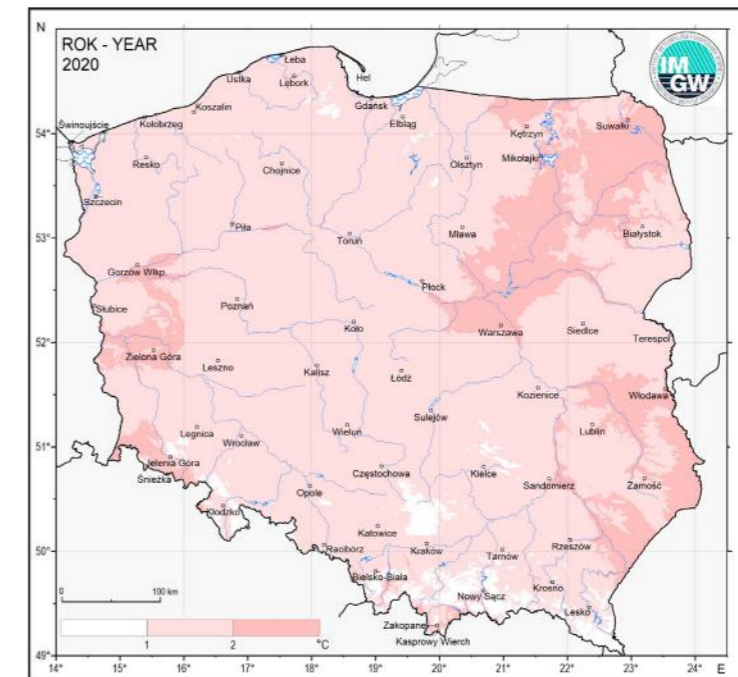 N
ROK - YEAR
2020
IM
GW
Łeba
Ustka
Lębork
Hel
Gdańsk
Koszalin
Elbląg
Kętrzyn
Suwałki
Świnoujście
Kołobrzeg
54°
Resko
Chojnice
Olsztyn
Mikołajki
Szczecin
Piła
Toruń
Mława
Białystok
53°
Gorzów Wlkp.
Słubice
Poznań
Płock
Koło
Warszawa
Siedlce
Terespol
52°
Zielona Góra
Leszno
Kalisz
Łódź
Kozienice
Włodawa
Sulejów
Legnica
Wrocław
Wieluń
Lublin
51°
Jelenia Góra
Śnieżka
Częstochowa
Kielce
Opole
Sandomierz
Zamość
Kłodzko
Katowice
50°
Racibórz
Kraków
Tarnów
Rzeszów
Bielsko-Biała
0 100 km
Nowy Sącz
Krosno
Lesko
Zakopane
Kasprowy Wierch
1 2 °C
49°
14° 15° 16° 17° 18° 19° 20° 21° 22° 23° 24° E